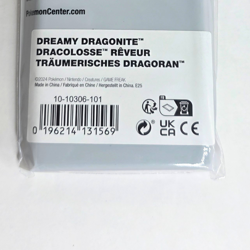 PokemonCenter.com
DREAMY DRAGONITE™
DRACOLOSSE™ RÊVEUR
TRÄUMERISCHES DRAGORAN™
©2024 Pokémon / Nintendo / Creatures / GAME FREAK
Made in China / Fabriqué en Chine / Hergestellt in China. E25
10-10306-101
0 196214 131569
UK CA CE